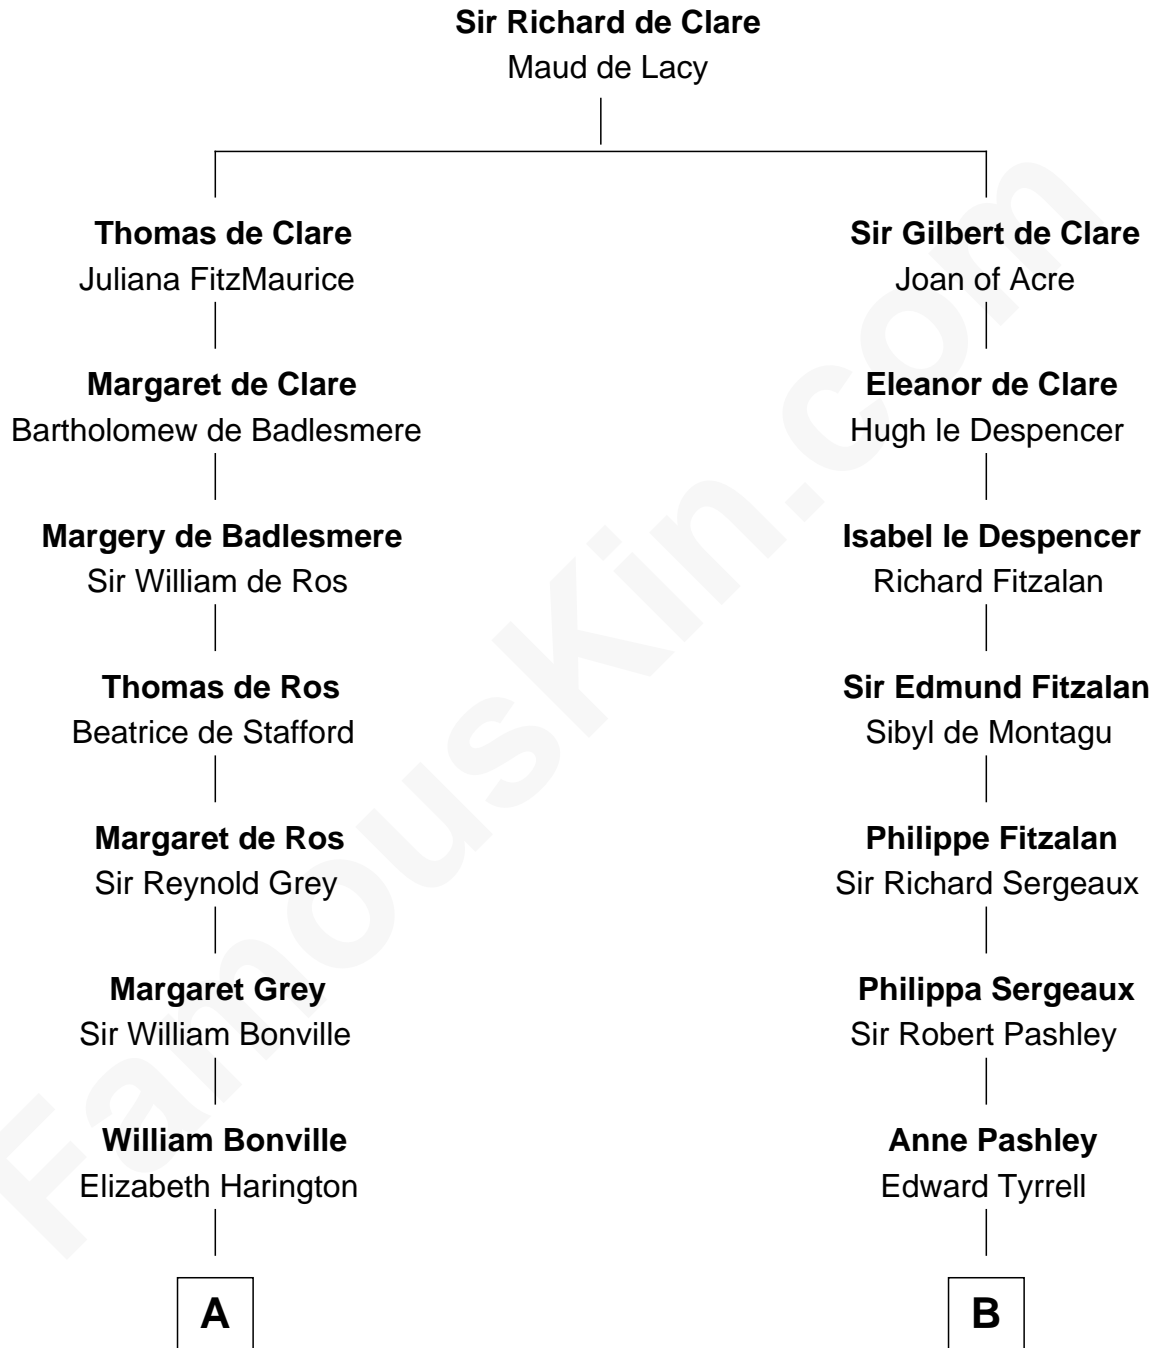 Sir Richard de Clare
Maud de Lacy
Thomas de Clare
Juliana FitzMaurice
Sir Gilbert de Clare
Joan of Acre
Margaret de Clare
Bartholomew de Badlesmere
Eleanor de Clare
Hugh le Despencer
Margery de Badlesmere
Sir William de Ros
Isabel le Despencer
Richard Fitzalan
Thomas de Ros
Beatrice de Stafford
Sir Edmund Fitzalan
Sibyl de Montagu
Margaret de Ros
Sir Reynold Grey
Philippe Fitzalan
Sir Richard Sergeaux
Margaret Grey
Sir William Bonville
Philippa Sergeaux
Sir Robert Pashley
William Bonville
Elizabeth Harington
Anne Pashley
Edward Tyrrell
A
B
FamousKin.com